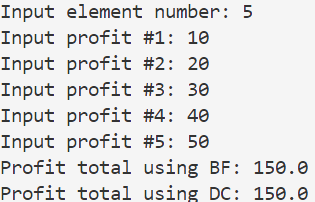 Input element number: 5
Input profit #1: 10
Input profit #2: 20
Input profit #3: 30
Input profit #4: 40
Input profit #5: 50
Profit total using BF: 150.0
Profit total using DC: 150.0